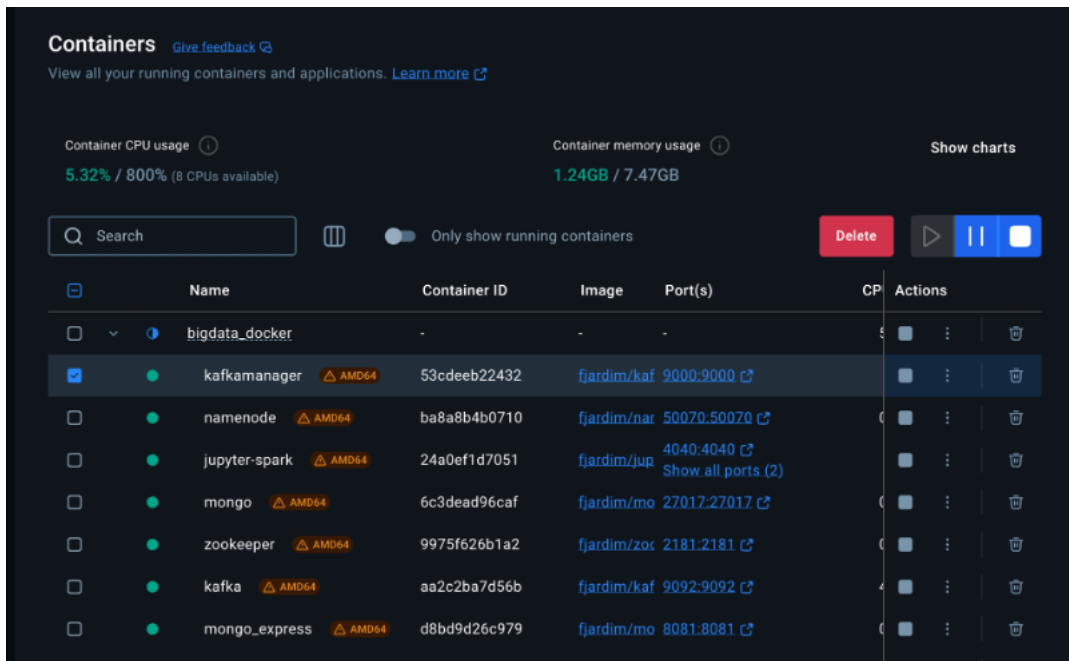 Containers Give feedback
View all your running containers and applications. Learn more
Container CPU usage
Container memory usage
Show charts
5.32% / 800% (8 CPUs available)
1.24GB / 7.47GB
Search
Only show running containers
Delete
Name Container ID Image Port(s) CP Actions
bigdata_docker - - -
kafkamanager AMD64 53cdeeb22432 fjardim/kaf 9000:9000
namenode AMD64 ba8a8b4b0710 fjardim/nar 50070:50070
jupyter-spark AMD64 24a0ef1d7051 fjardim/jup 4040:4040
Show all ports (2)
mongo AMD64 6c3dead96caf fjardim/mo 27017:27017
zookeeper AMD64 9975f626b1a2 fjardim/zoc 2181:2181
kafka AMD64 aa2c2ba7d56b fjardim/kaf 9092:9092
mongo_express AMD64 d8bd9d26c979 fjardim/mo 8081:8081